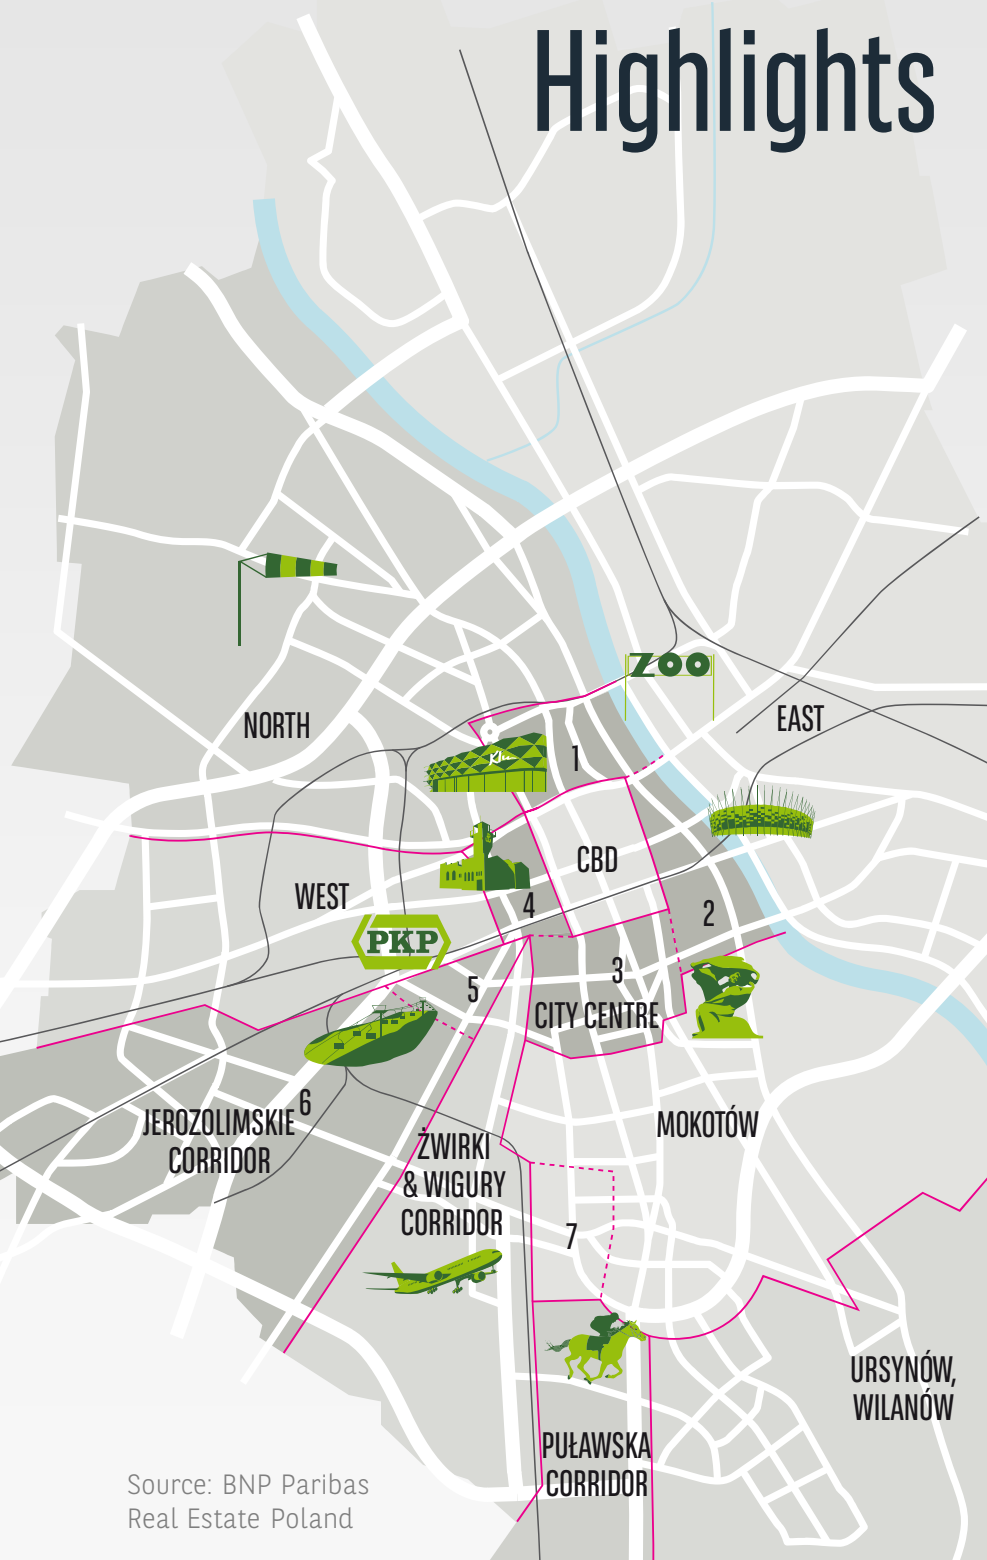 Highlights
ZOO
NORTH
EAST
1
CBD
WEST
4
2
PKP
3
5
CITY CENTRE
6
JEROZOLIMSKIE
CORRIDOR
MOKOTÓW
ŻWIRKI
& WIGURY
CORRIDOR
7
URSYNÓW,
WILANÓW
PUŁAWSKA
CORRIDOR
Source: BNP Paribas
Real Estate Poland